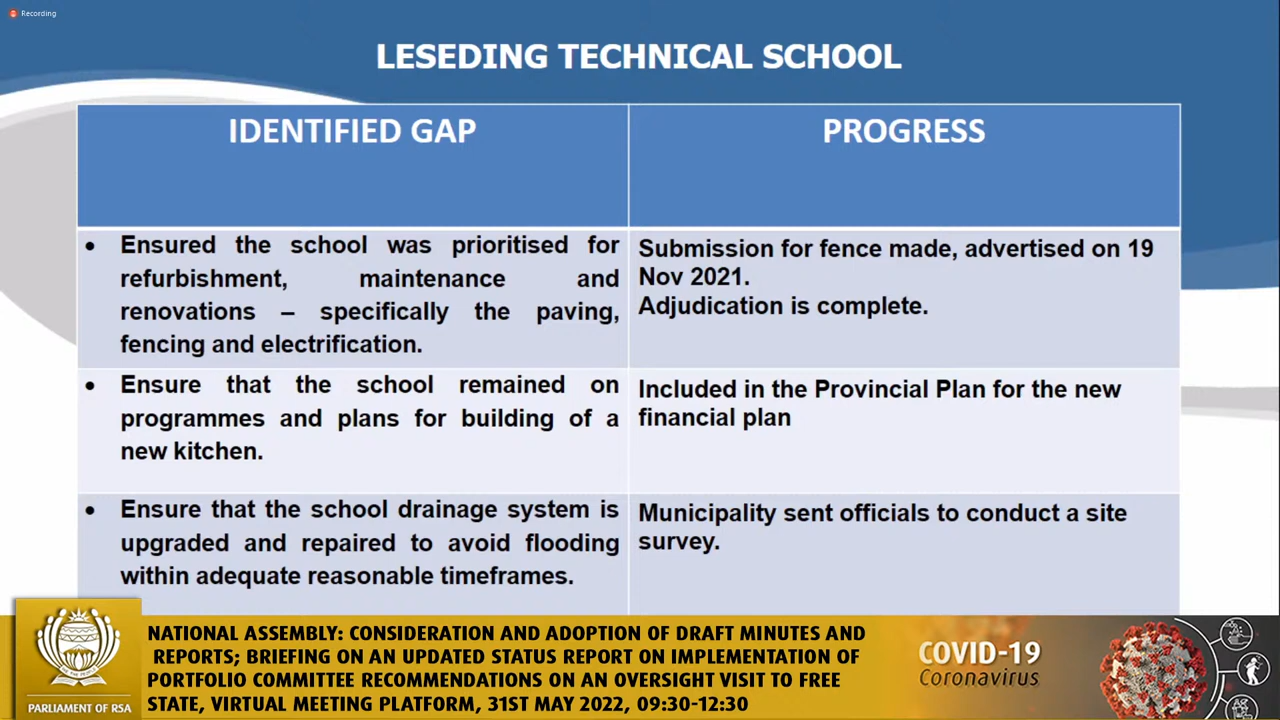 Recording
LESEDING TECHNICAL SCHOOL
IDENTIFIED GAP
PROGRESS
• Ensured the school was prioritised for
refurbishment, maintenance and
renovations – specifically the paving,
fencing and electrification.
Submission for fence made, advertised on 19
Nov 2021.
Adjudication is complete.
• Ensure that the school remained on
programmes and plans for building of a
new kitchen.
Included in the Provincial Plan for the new
financial plan
• Ensure that the school drainage system is
upgraded and repaired to avoid flooding
within adequate reasonable timeframes.
Municipality sent officials to conduct a site
survey.
PARLIAMENT OF RSA
NATIONAL ASSEMBLY: CONSIDERATION AND ADOPTION OF DRAFT MINUTES AND
REPORTS; BRIEFING ON AN UPDATED STATUS REPORT ON IMPLEMENTATION OF
PORTFOLIO COMMITTEE RECOMMENDATIONS ON AN OVERSIGHT VISIT TO FREE
STATE, VIRTUAL MEETING PLATFORM, 31ST MAY 2022, 09:30-12:30
COVID-19
Coronavirus